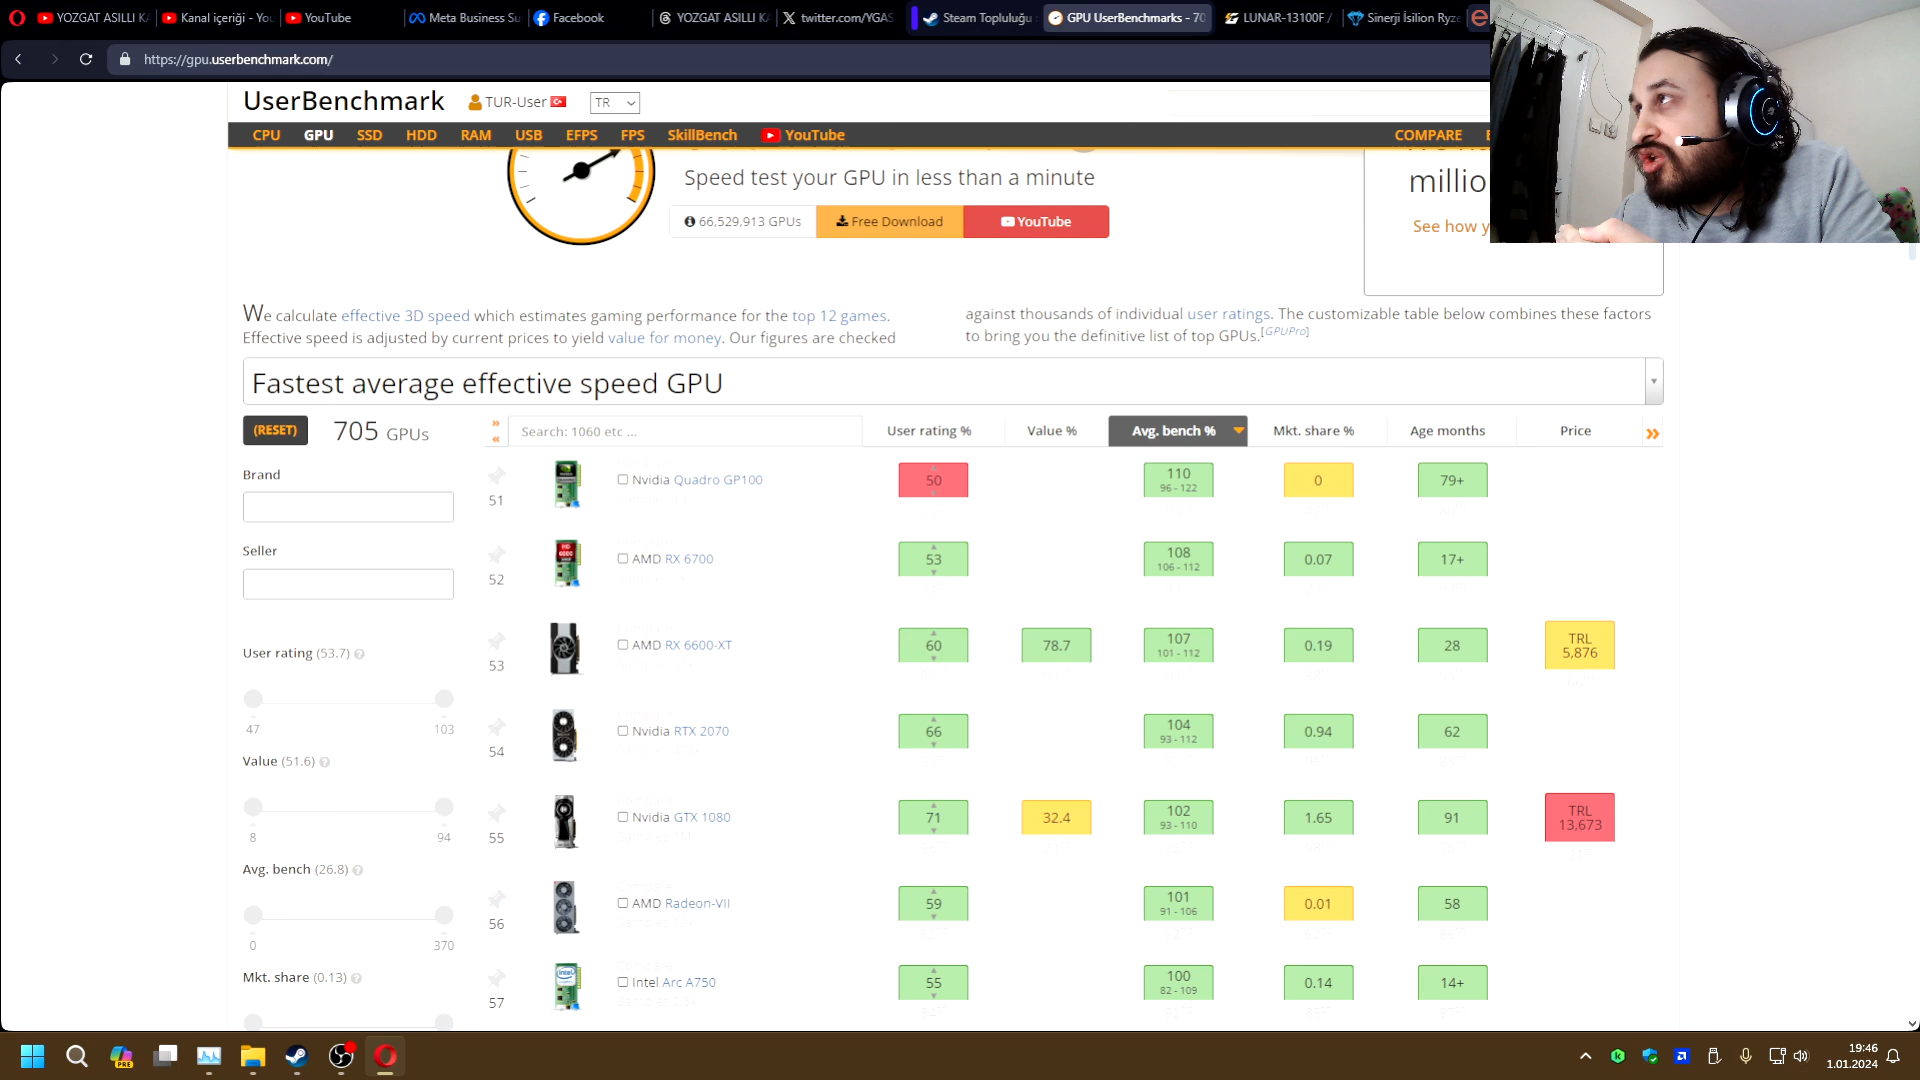 YOZGAT ASILLI KA
Kanal içeriği - You
YouTube
Meta Business Su
Facebook
YOZGAT ASILLI KA
twitter.com/YGAS
Steam Topluluğu
GPU UserBenchmarks - 70
LUNAR-13100F /
Sinerji İsilion Ryze
https://gpu.userbenchmark.com/
UserBenchmark
TUR-User
TR
CPU GPU SSD HDD RAM USB EFPS FPS SkillBench YouTube COMPARE
Speed test your GPU in less than a minute
66,529,913 GPUs Free Download YouTube
millio
See how y
We calculate effective 3D speed which estimates gaming performance for the top 12 games.
Effective speed is adjusted by current prices to yield value for money. Our figures are checked
against thousands of individual user ratings. The customizable table below combines these factors
to bring you the definitive list of top GPUs.[GPUPro]
Fastest average effective speed GPU
(RESET) 705 GPUs
Search: 1060 etc ...
User rating % Value % Avg. bench % Mkt. share % Age months Price
Brand
Seller
User rating (53.7)
47 103
Value (51.6)
8 94
Avg. bench (26.8)
0 370
Mkt. share (0.13)
51 Nvidia Quadro GP100 50 110 96 - 122 0 79+
52 AMD RX 6700 53 108 106 - 112 0.07 17+
53 AMD RX 6600-XT 60 78.7 107 101 - 112 0.19 28 TRL 5,876
54 Nvidia RTX 2070 66 104 93 - 112 0.94 62
55 Nvidia GTX 1080 71 32.4 102 93 - 110 1.65 91 TRL 13,673
56 AMD Radeon-VII 59 101 91 - 106 0.01 58
57 Intel Arc A750 55 100 82 - 109 0.14 14+
PRE
19:46
1.01.2024